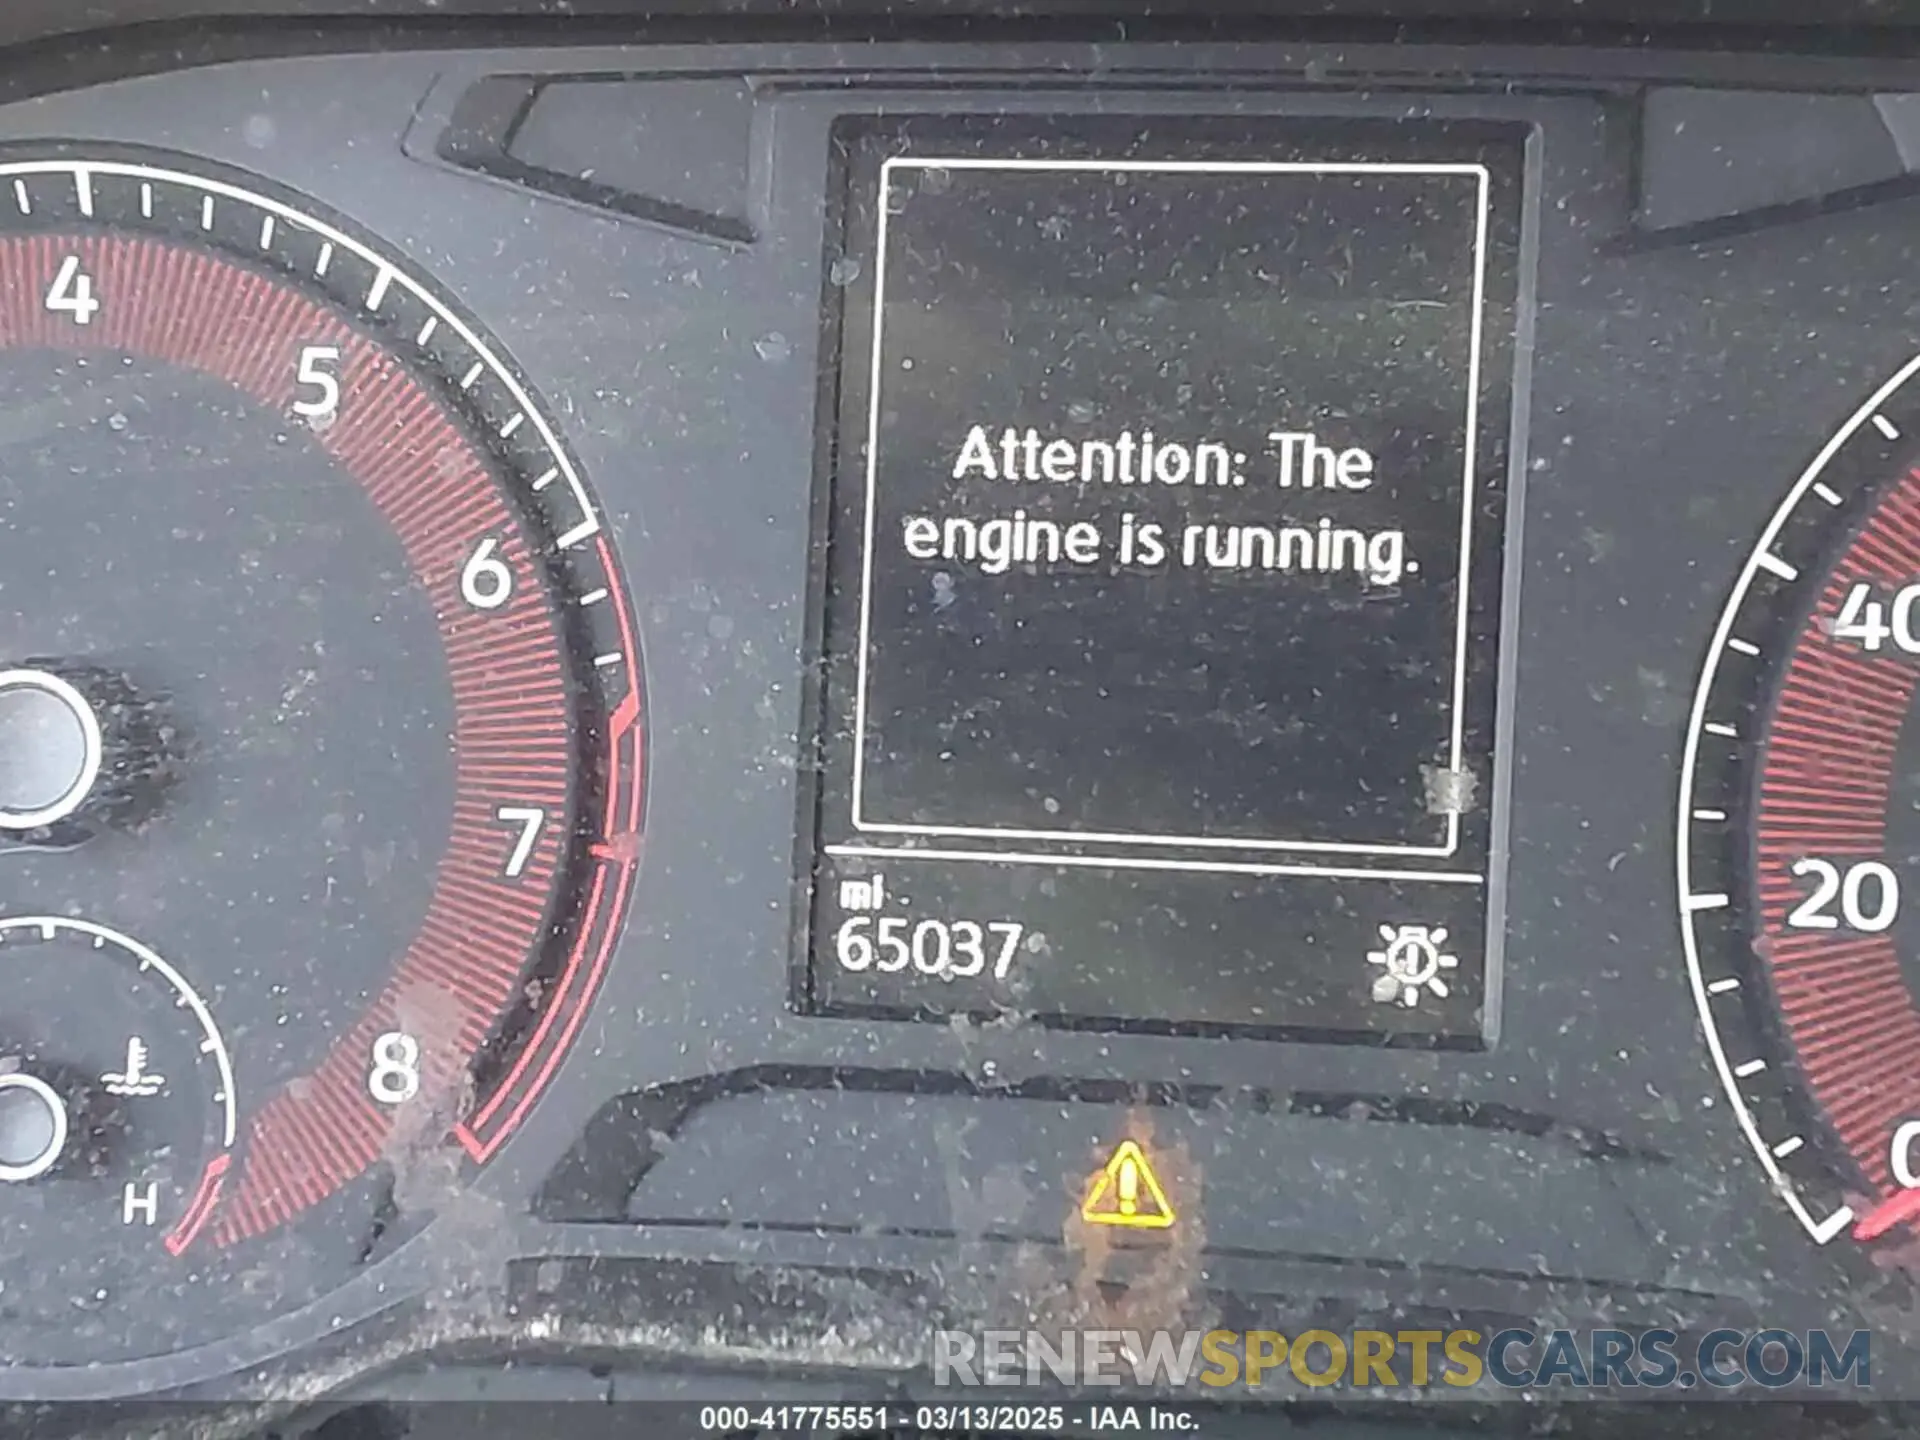 4
5
6
7
8
H
Attention: The
engine is running.
mi
65037
40
20
0
RENEWSPORTSCARS.COM
000-41775551 - 03/13/2025 - IAA Inc.